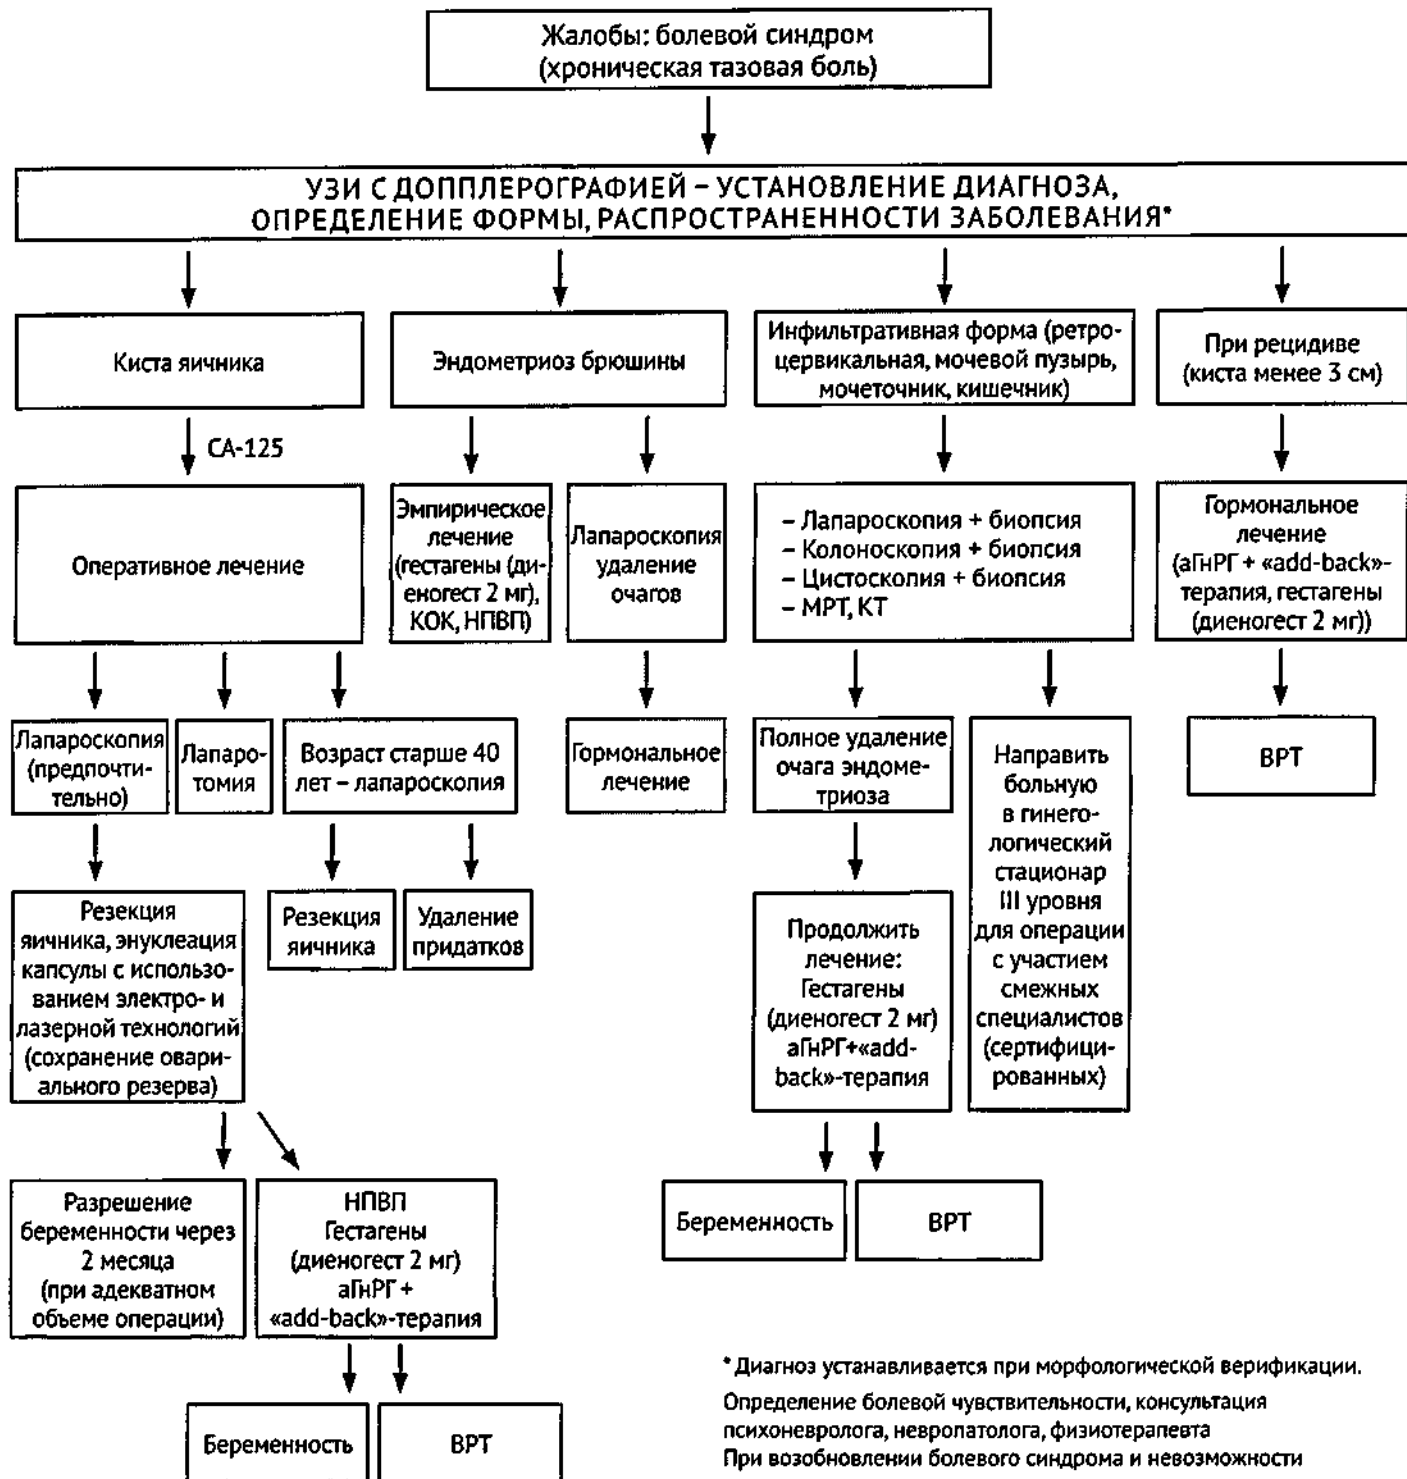 Жалобы: болевой синдром
(хроническая тазовая боль)
УЗИ С ДОППЛЕРОГРАФИЕЙ – УСТАНОВЛЕНИЕ ДИАГНОЗА,
ОПРЕДЕЛЕНИЕ ФОРМЫ, РАСПРОСТРАНЕННОСТИ ЗАБОЛЕВАНИЯ*
Киста яичника
Эндометриоз брюшины
Инфильтративная форма (ретро-
цервикальная, мочевой пузырь,
мочеточник, кишечник)
При рецидиве
(киста менее 3 см)
СА-125
Оперативное лечение
Эмпирическое
лечение
(гестагены (ди-
еногест 2 мг),
КОК, НПВП)
Лапароскопия
удаление
очагов
– Лапароскопия + биопсия
– Колоноскопия + биопсия
– Цистоскопия + биопсия
– МРТ, КТ
Гормональное
лечение
(аГнРГ + «add-back»-
терапия, гестагены
(диеногест 2 мг))
Лапароскопия
(предпочти-
тельно)
Лапаро-
томия
Возраст старше 40
лет – лапароскопия
Гормональное
лечение
Полное удаление
очага эндоме-
триоза
Направить
больную
в гинего-
логический
стационар
III уровня
для операции
с участием
смежных
специалистов
(сертифици-
рованных)
ВРТ
Резекция
яичника, энуклеация
капсулы с использо-
ванием электро- и
лазерной технологий
(сохранение овари-
ального резерва)
Резекция
яичника
Удаление
придатков
Продолжить
лечение:
Гестагены
(диеногест 2 мг)
аГнРГ+«add-
back»-терапия
Разрешение
беременности через
2 месяца
(при адекватном
объеме операции)
НПВП
Гестагены
(диеногест 2 мг)
аГнРГ +
«add-back»-терапия
Беременность
ВРТ
Беременность
ВРТ
* Диагноз устанавливается при морфологической верификации.
Определение болевой чувствительности, консультация
психоневролога, невропатолога, физиотерапевта
При возобновлении болевого синдрома и невозможности